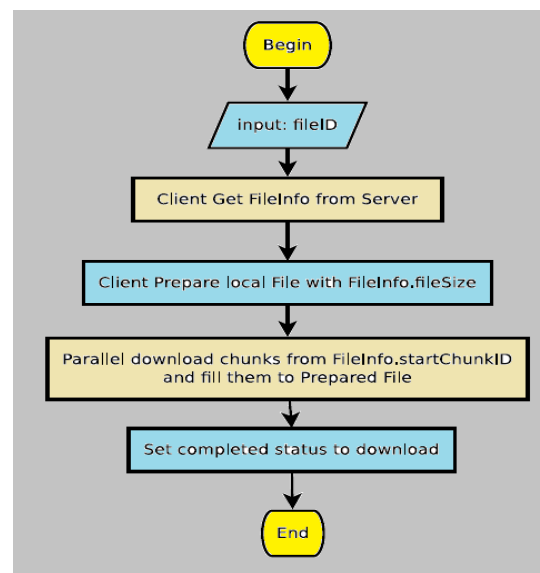 Begin
input: fileID
Client Get FileInfo from Server
Client Prepare local File with FileInfo.fileSize
Parallel download chunks from FileInfo.startChunkID
and fill them to Prepared File
Set completed status to download
End